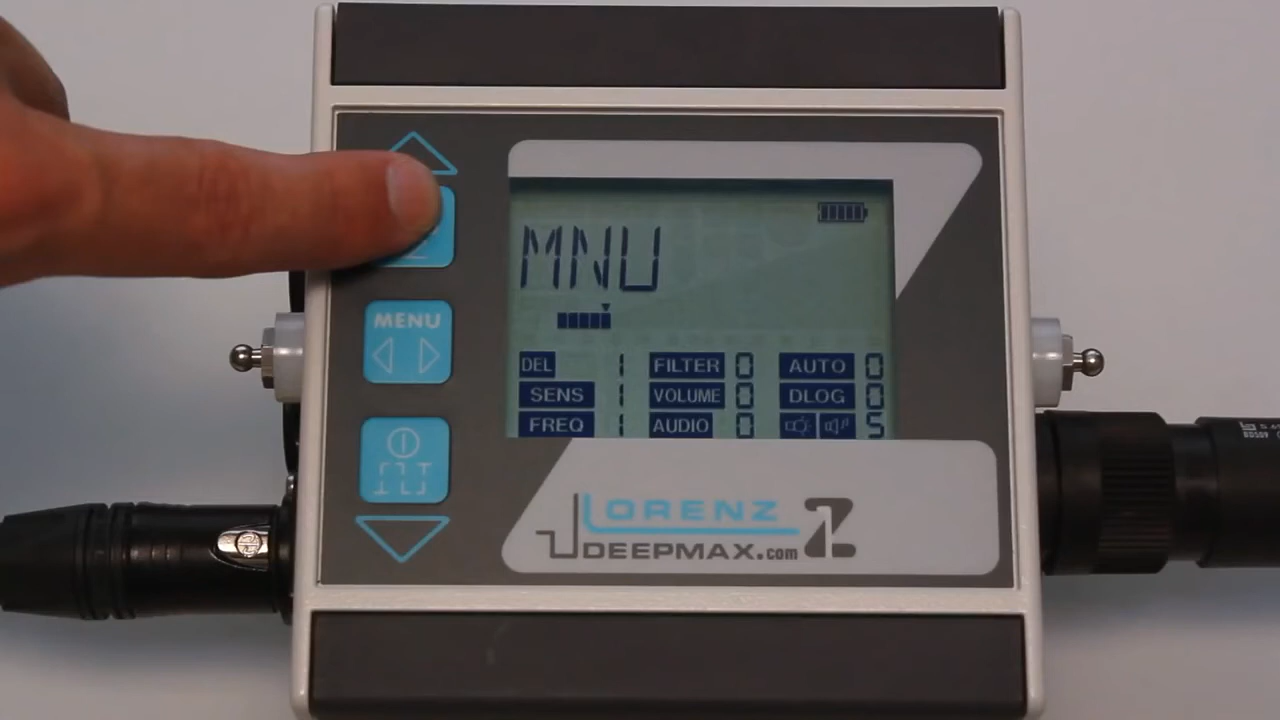 MNU
MENU
DEL 1 FILTER 0 AUTO 0
SENS 1 VOLUME 0 DLOG 0
FREQ 1 AUDIO 0 5
LORENZ
DEEPMAX.com Z1